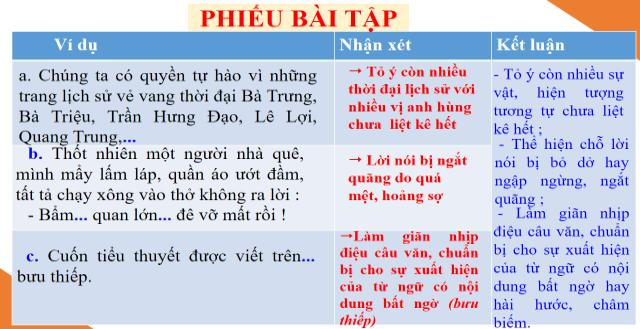 PHIẾU BÀI TẬP
Ví dụ
Nhận xét
Kết luận
a. Chúng ta có quyền tự hào vì những
trang lịch sử vẻ vang thời đại Bà Trưng,
Bà Triệu, Trần Hưng Đạo, Lê Lợi,
Quang Trung,...
→ Tỏ ý còn nhiều
thời đại lịch sử với
nhiều vị anh hùng
chưa liệt kê hết
b. Thốt nhiên một người nhà quê,
mình mẩy lấm láp, quần áo ướt đầm,
tất tả chạy xông vào thở không ra lời :
- Bẩm... quan lớn... đê vỡ mất rồi !
→ Lời nói bị ngắt
quãng do quá
mệt, hoảng sợ
c. Cuốn tiểu thuyết được viết trên...
bưu thiếp.
→Làm giãn nhịp
điệu câu văn, chuẩn
bị cho sự xuất hiện
của từ ngữ có nội
dung bất ngờ (bưu
thiếp)
- Tỏ ý còn nhiều sự
vật, hiện tượng
tương tự chưa liệt
kê hết ;
- Thể hiện chỗ lời
nói bị bỏ dở hay
ngập ngừng, ngắt
quãng ;
- Làm giãn nhịp
điệu câu văn, chuẩn
bị cho sự xuất hiện
của từ ngữ có nội
dung bất ngờ hay
hài hước, châm
biếm.